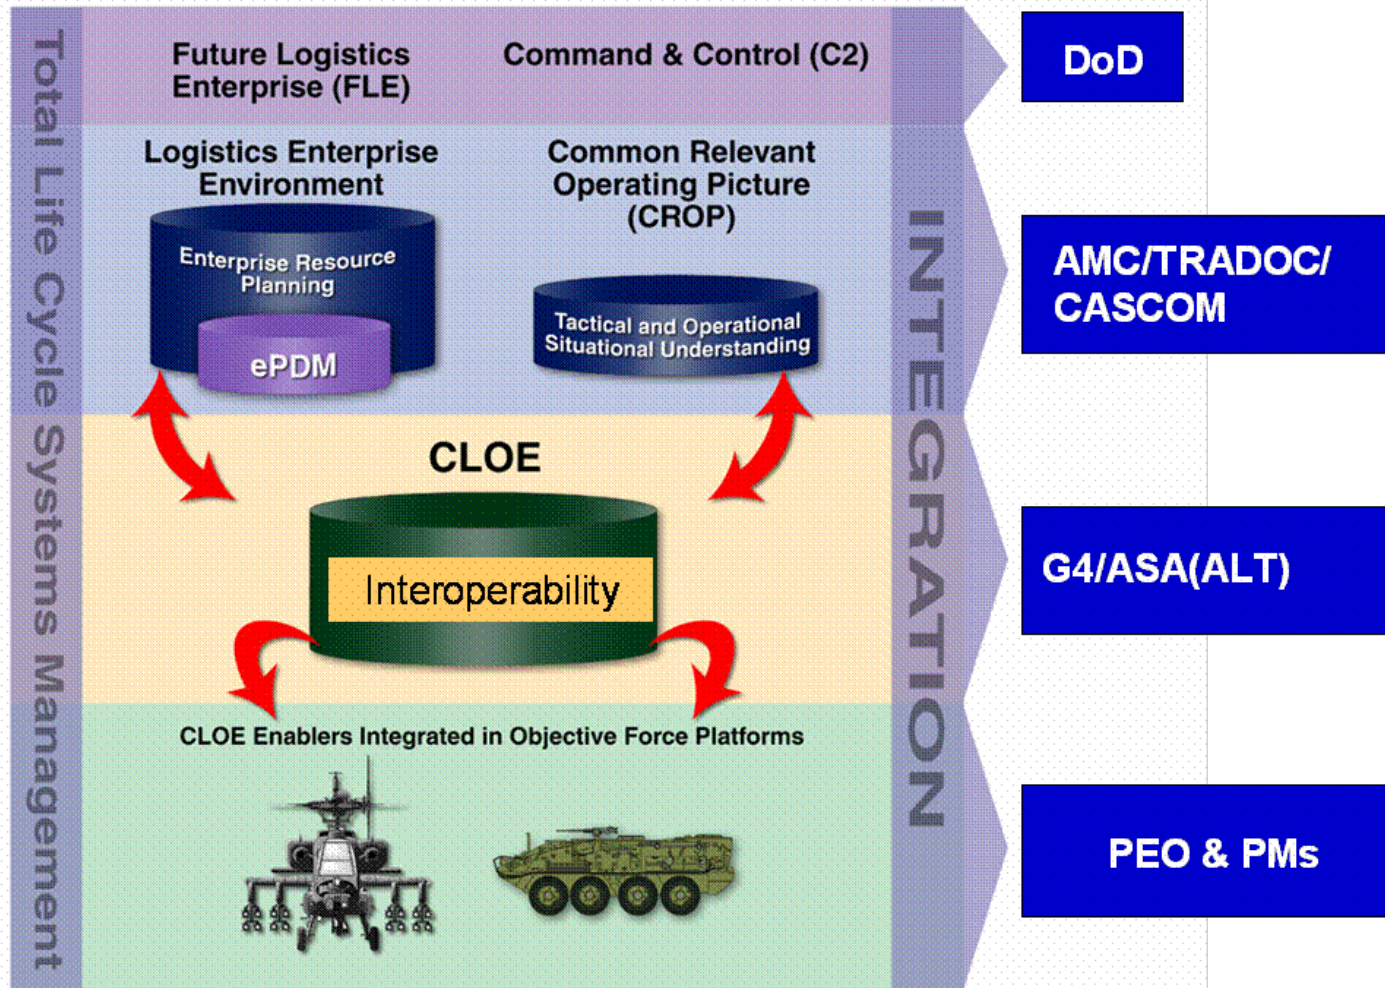 Total Life Cycle Systems Management
Future Logistics
Enterprise (FLE)
Command & Control (C2)
DoD
Logistics Enterprise
Environment
Common Relevant
Operating Picture
(CROP)
Enterprise Resource
Planning
ePDM
Tactical and Operational
Situational Understanding
INTEGRATION
AMC/TRADOC/
CASCOM
CLOE
Interoperability
G4/ASA(ALT)
CLOE Enablers Integrated in Objective Force Platforms
PEO & PMs